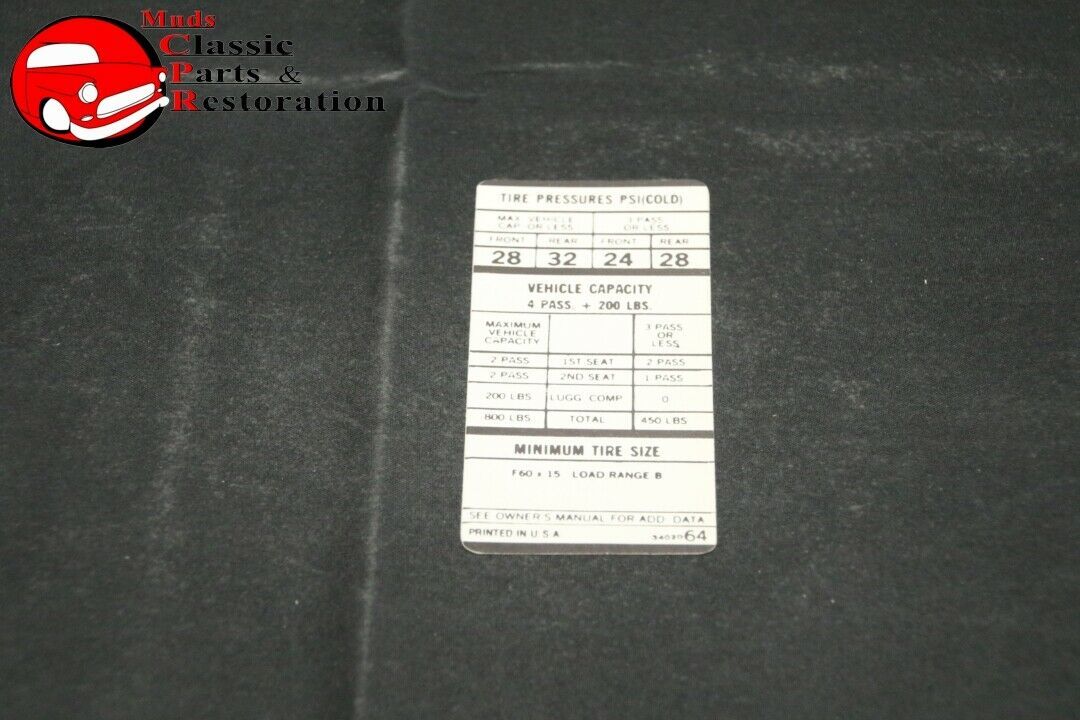 Muds
Classic
Parts &
Restoration
TIRE PRESSURES PSI(COLD)
MAX. VEHICLE CAP. OR LESS
3 PASS OR LESS
FRONT REAR FRONT REAR
28 32 24 28
VEHICLE CAPACITY
4 PASS. + 200 LBS.
MAXIMUM VEHICLE CAPACITY
3 PASS OR LESS
2 PASS 1ST SEAT 2 PASS
2 PASS 2ND SEAT 1 PASS
200 LBS LUGG COMP 0
800 LBS TOTAL 450 LBS
MINIMUM TIRE SIZE
F60 x 15 LOAD RANGE B
SEE OWNER'S MANUAL FOR ADD. DATA
PRINTED IN U.S.A. 64